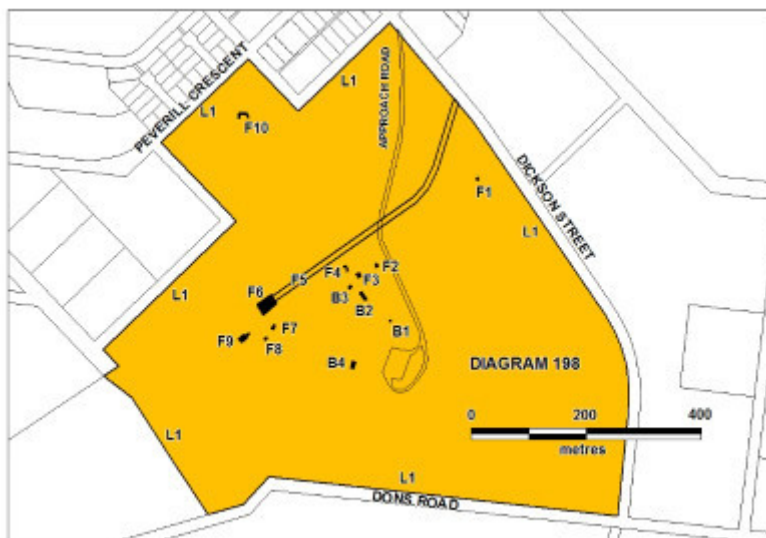 PEVERILL CRESCENT
L1
L1
F10
APPROACH ROAD
F1
DICKSON STREET
L1
F4
F2
F3
F5
F6
B3
B2
L1
F7
F9
F8
B1
B4
DIAGRAM 198
0 200 400
metres
L1
L1
DONS ROAD